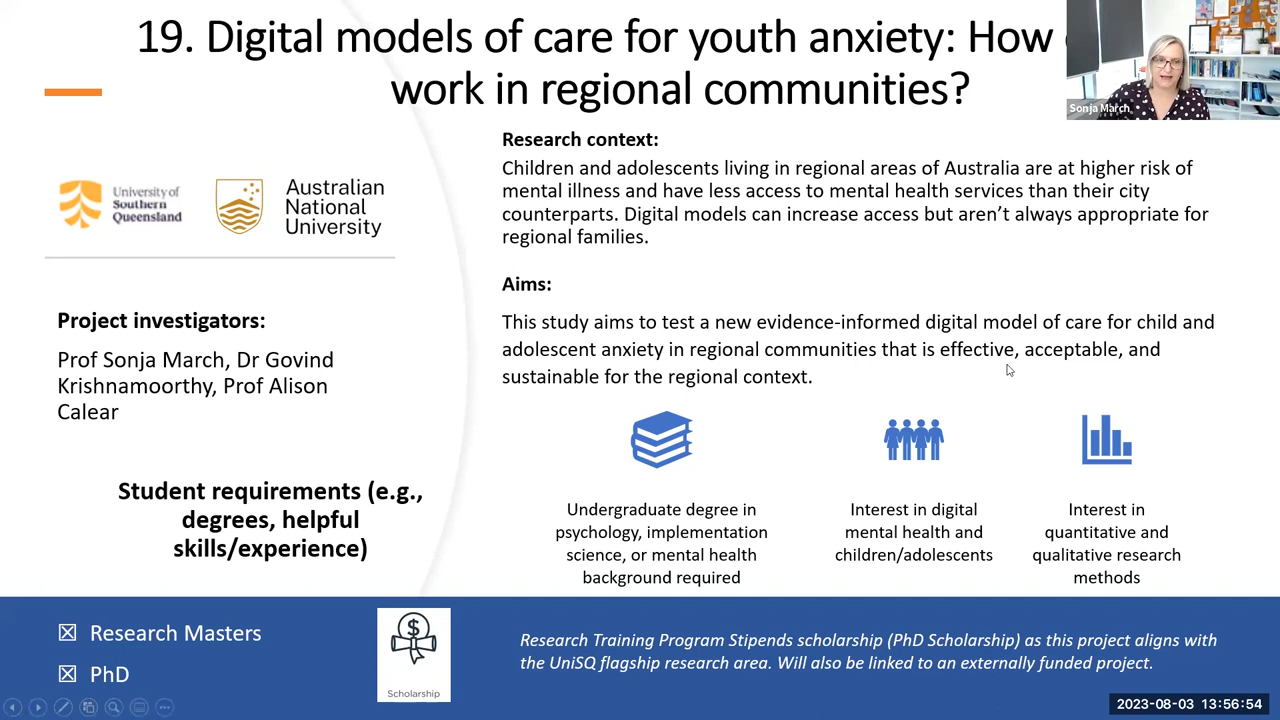 19. Digital models of care for youth anxiety: How
work in regional communities?
Sonja March
University of
Southern
Queensland
Australian
National
University
Project investigators:
Prof Sonja March, Dr Govind
Krishnamoorthy, Prof Alison
Calear
Student requirements (e.g.,
degrees, helpful
skills/experience)
Research context:
Children and adolescents living in regional areas of Australia are at higher risk of
mental illness and have less access to mental health services than their city
counterparts. Digital models can increase access but aren’t always appropriate for
regional families.
Aims:
This study aims to test a new evidence-informed digital model of care for child and
adolescent anxiety in regional communities that is effective, acceptable, and
sustainable for the regional context.
Undergraduate degree in
psychology, implementation
science, or mental health
background required
Interest in digital
mental health and
children/adolescents
Interest in
quantitative and
qualitative research
methods
☒ Research Masters
☒ PhD
$
Scholarship
Research Training Program Stipends scholarship (PhD Scholarship) as this project aligns with
the UniSQ flagship research area. Will also be linked to an externally funded project.
2023-08-03 13:56:54